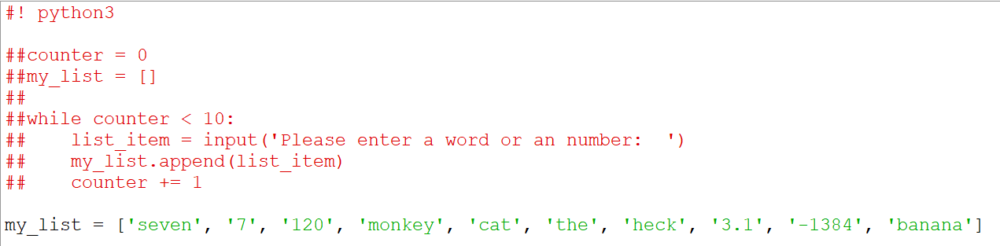 #! python3
##counter = 0
##my_list = []
##
##while counter < 10:
##    list_item = input('Please enter a word or an number:  ')
##    my_list.append(list_item)
##    counter += 1
my_list = ['seven', '7', '120', 'monkey', 'cat', 'the', 'heck', '3.1', '-1384', 'banana']